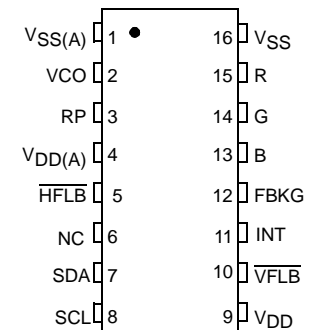 VSS(A) 1 16 VSS
VCO 2 15 R
RP 3 14 G
VDD(A) 4 13 B
HFLB 5 12 FBKG
NC 6 11 INT
SDA 7 10 VFLB
SCL 8 9 VDD